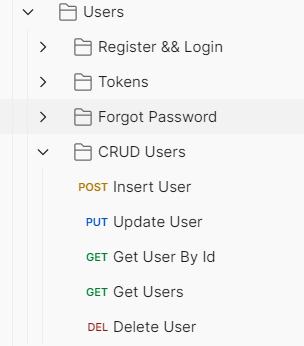 Users
Register && Login
Tokens
Forgot Password
CRUD Users
POST Insert User
PUT Update User
GET Get User By Id
GET Get Users
DEL Delete User